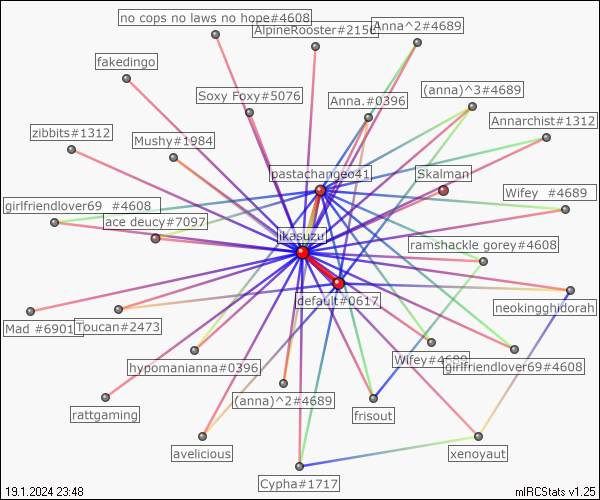 no cops no laws no hope#4608
AlpineRooster#2150
Anna^2#4689
fakedingo
(anna)^3#4689
Soxy Foxy#5076
Anna.#0396
Annarchist#1312
zibbits#1312
Mushy#1984
pastachangeo41
Skalman
Wifey #4689
girlfriendlover69 #4608
ace deucy#7097
ikasuzu
ramshackle gorey#4608
default#0617
neokingghidorah
Mad #6901
Toucan#2473
hypomanianna#0396
Wifey#4689
girlfriendlover69#4608
rattgaming
(anna)^2#4689
frisout
avelicious
xenoyaut
Cypha#1717
19.1.2024 23:48
mIRCStats v1.25